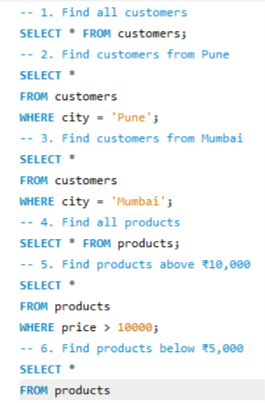 -- 1. Find all customers
SELECT * FROM customers;
-- 2. Find customers from Pune
SELECT *
FROM customers
WHERE city = 'Pune';
-- 3. Find customers from Mumbai
SELECT *
FROM customers
WHERE city = 'Mumbai';
-- 4. Find all products
SELECT * FROM products;
-- 5. Find products above ₹10,000
SELECT *
FROM products
WHERE price > 10000;
-- 6. Find products below ₹5,000
SELECT *
FROM products